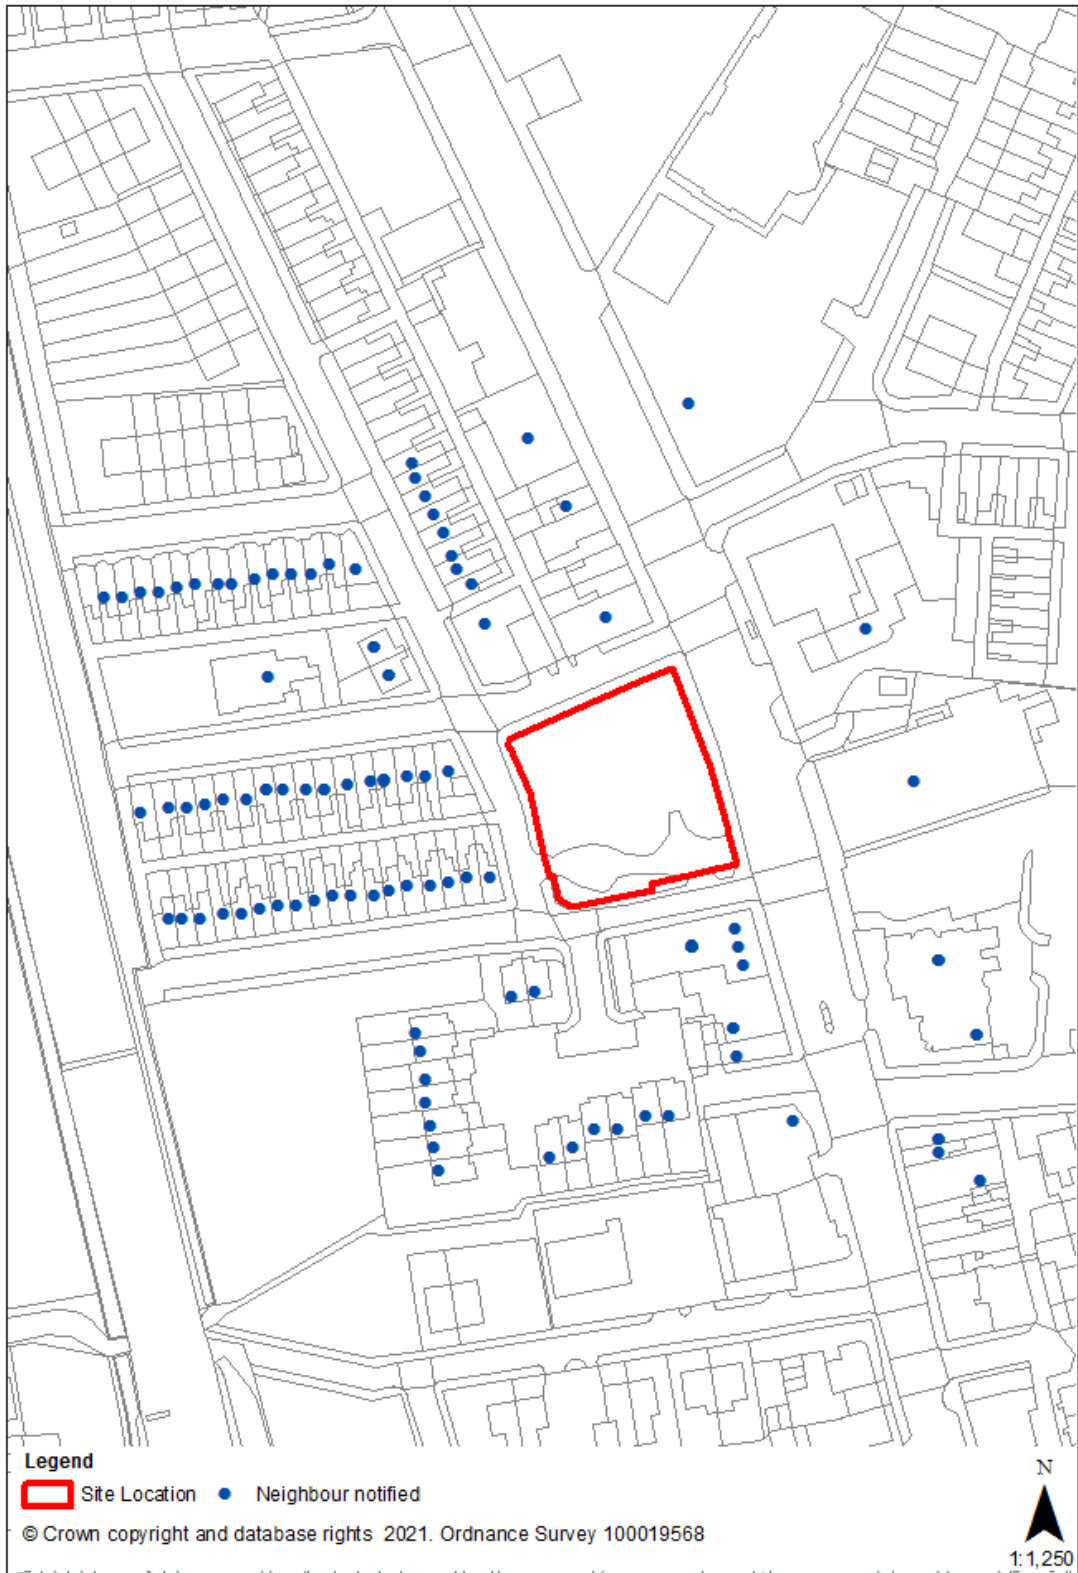 Legend
Site Location
Neighbour notified
© Crown copyright and database rights 2021. Ordnance Survey 100019568
N
1:1,250